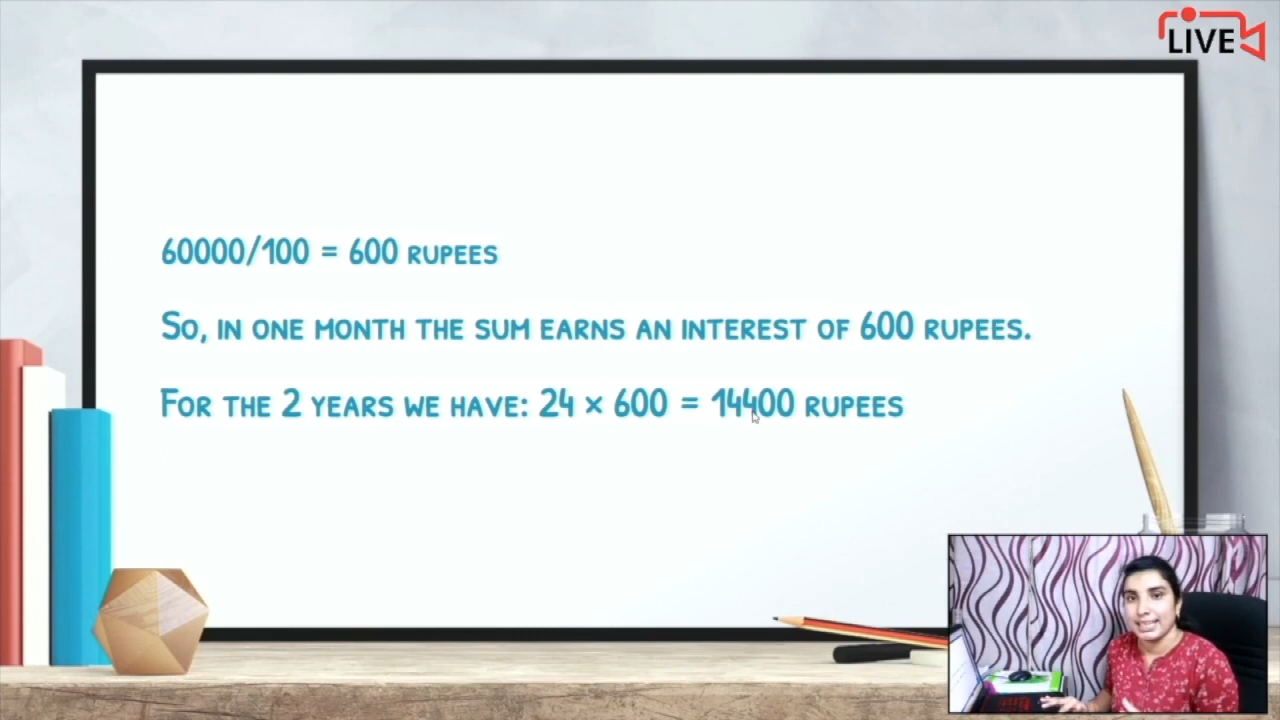 LIVE
60000/100 = 600 RUPEES
SO, IN ONE MONTH THE SUM EARNS AN INTEREST OF 600 RUPEES.
FOR THE 2 YEARS WE HAVE: 24 × 600 = 14400 RUPEES